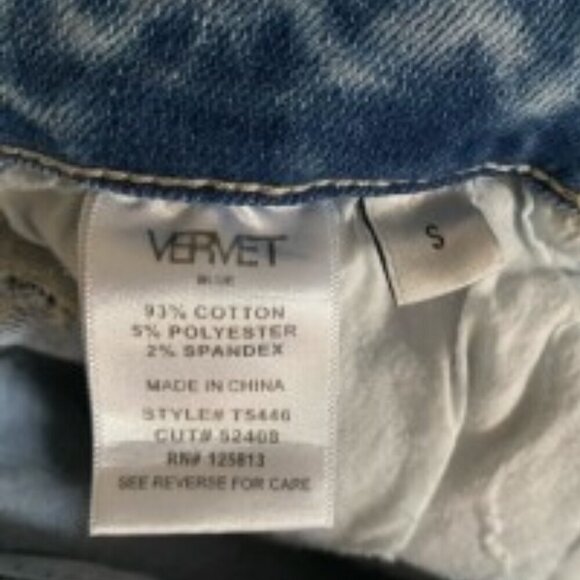 VERVET
BLUE
93% COTTON
5% POLYESTER
2% SPANDEX
MADE IN CHINA
STYLE# T5446
CUT# 52408
RN# 125813
SEE REVERSE FOR CARE
S